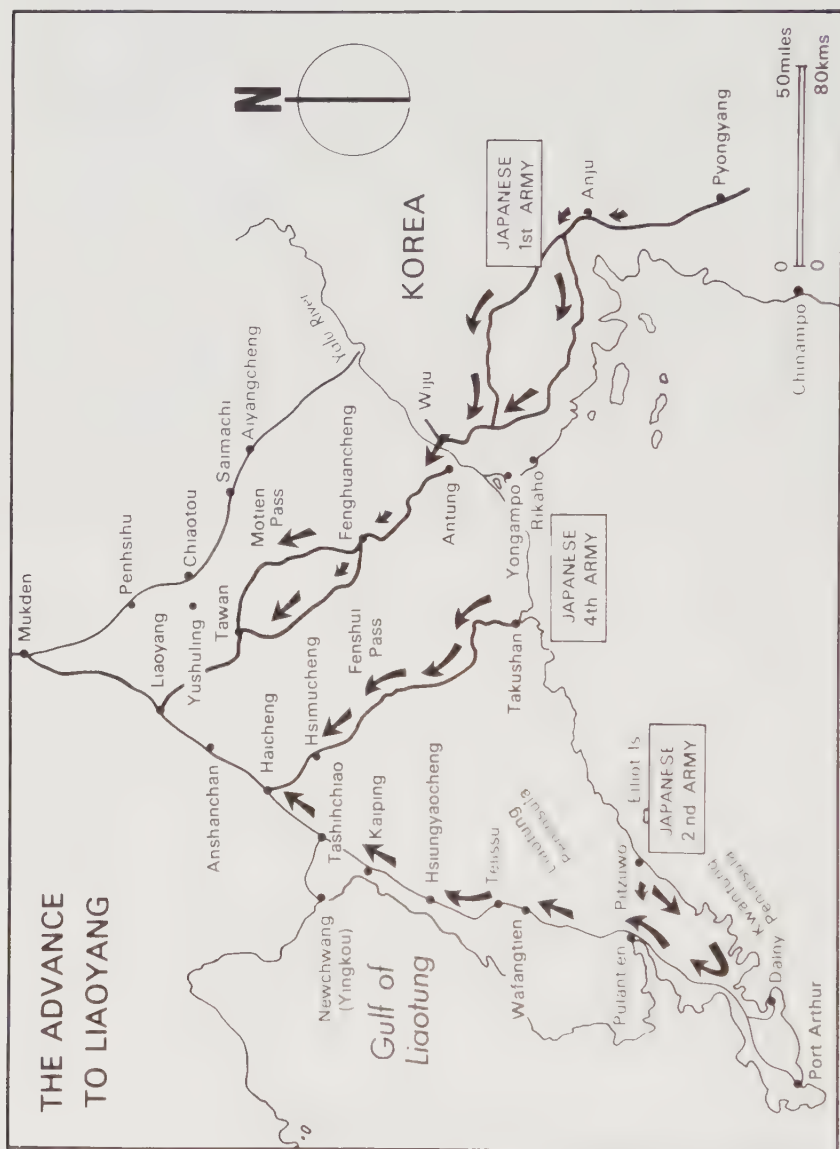 THE ADVANCE
TO LIAOYANG
N
Mukden
Penhsihu
Chiaotou
Saimachi
Aiyangcheng
Yalu River
KOREA
Liaoyang
Yushuling
Tawan
Motien
Pass
Fenghuancheng
Antung
Wiju
Anshanchan
Haicheng
Hsimucheng
Fenshui
Pass
Takushan
Yongampo
Rikaho
JAPANESE
1st ARMY
Anju
Pyongyang
Chinampo
JAPANESE
4th ARMY
Tashihchiao
Kaiping
Newchwang
(Yingkou)
Gulf of
Liaotung
Hsiungyaocheng
Telissu
Liaotung
Peninsula
Wafangtien
Pitzuwo
Elliot Is
JAPANESE
2nd ARMY
Kwantung
Peninsula
Dalny
Port Arthur
0 50miles
0 80kms